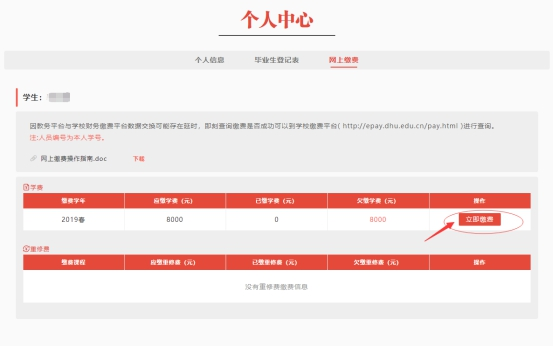 个人中心
个人信息 毕业生登记表 网上缴费
学生:
因教务平台与学校财务缴费平台数据交换可能存在延时，即刻查询缴费是否成功可以到学校缴费平台( http://epay.dhu.edu.cn/pay.html )进行查询。
注:人员编号为本人学号。
网上缴费操作指南.doc 下载
学费
缴费学年 应缴学费（元） 已缴学费（元） 欠缴学费（元） 操作
2019春 8000 0 8000 立即缴费
重修费
缴费课程 应缴重修费（元） 已缴重修费（元） 欠缴重修费（元） 操作
没有重修费缴费信息